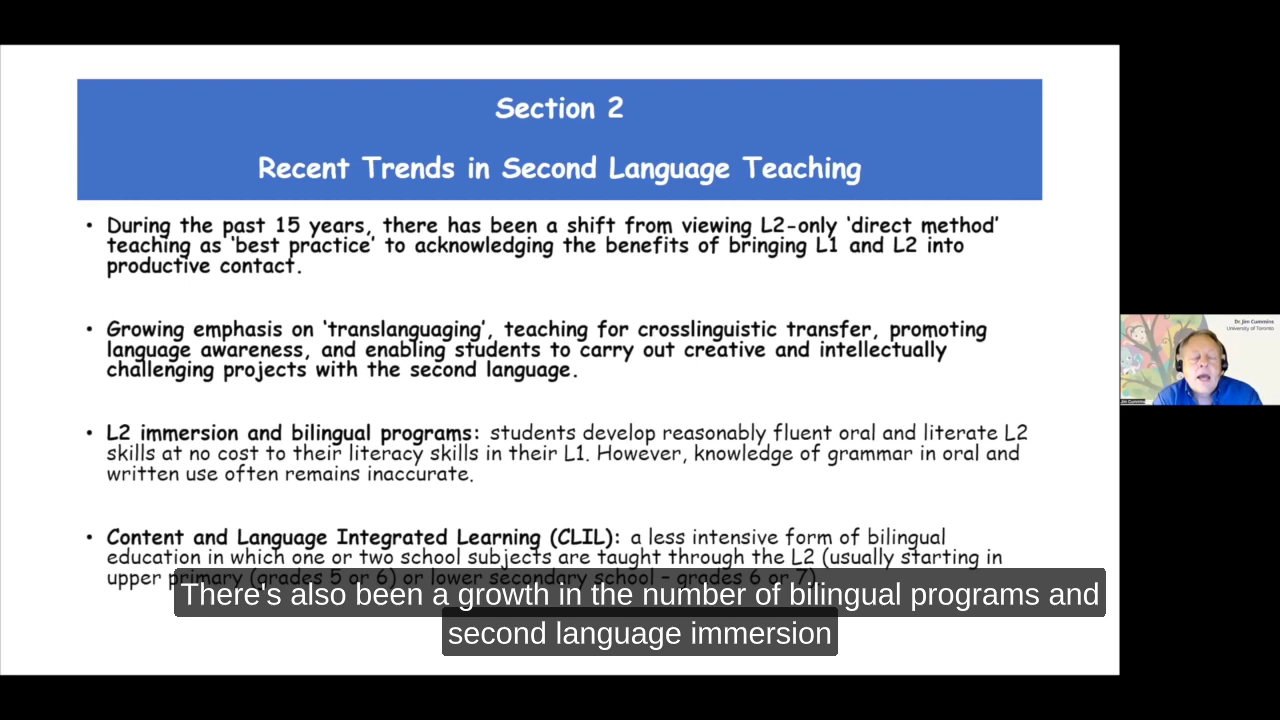 Section 2
Recent Trends in Second Language Teaching
• During the past 15 years, there has been a shift from viewing L2-only ‘direct method’
teaching as ‘best practice’ to acknowledging the benefits of bringing L1 and L2 into
productive contact.
• Growing emphasis on ‘translanguaging’, teaching for crosslinguistic transfer, promoting
language awareness, and enabling students to carry out creative and intellectually
challenging projects with the second language.
• L2 immersion and bilingual programs: students develop reasonably fluent oral and literate L2
skills at no cost to their literacy skills in their L1. However, knowledge of grammar in oral and
written use often remains inaccurate.
• Content and Language Integrated Learning (CLIL): a less intensive form of bilingual
education in which one or two school subjects are taught through the L2 (usually starting in
upper primary (grades 5 or 6) or lower secondary school – grades 6 or 7).
There's also been a growth in the number of bilingual programs and
second language immersion
Dr Jim Cummins
University of Toronto
Jim Cummins